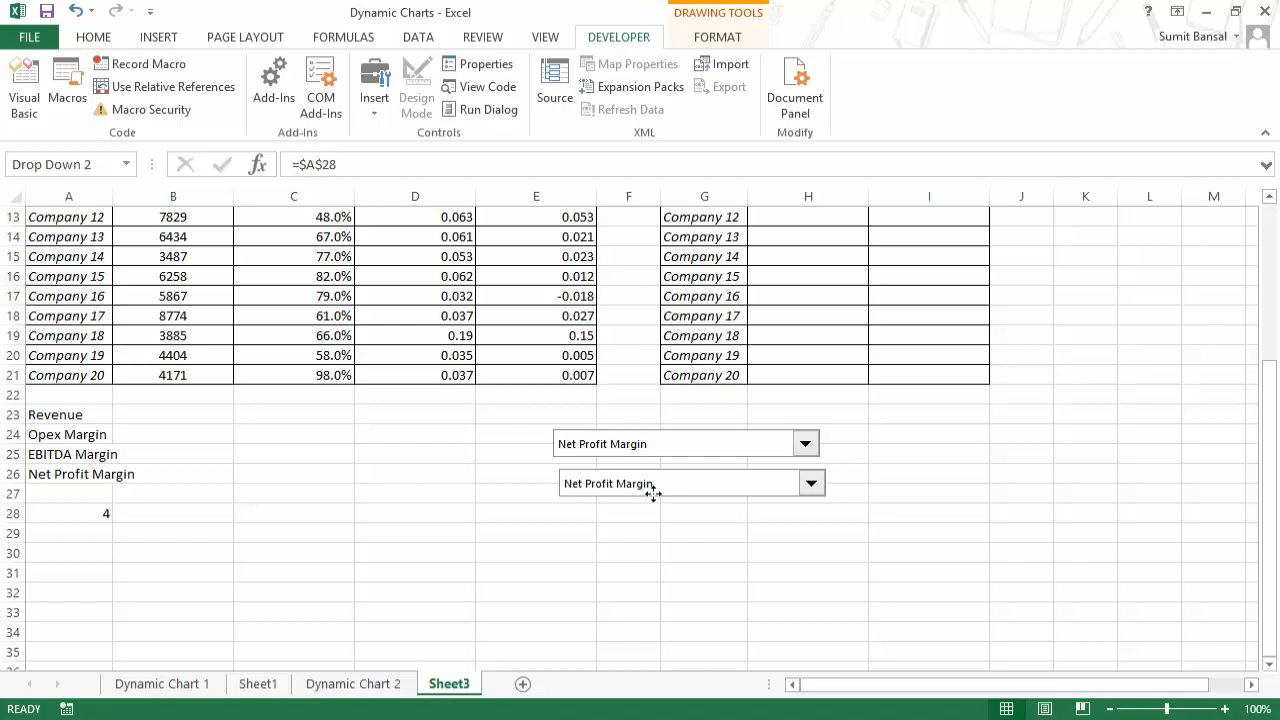 Dynamic Charts - Excel
DRAWING TOOLS
?
FILE HOME INSERT PAGE LAYOUT FORMULAS DATA REVIEW VIEW DEVELOPER FORMAT Sumit Bansal
Visual Basic
Macros
Record Macro
Use Relative References
Macro Security
Code
Add-Ins
COM Add-Ins
Add-Ins
Insert
Design Mode
Properties
View Code
Run Dialog
Controls
Source
Map Properties
Expansion Packs
Refresh Data
Import
Export
XML
Document Panel
Modify
Drop Down 2 fx =$A$28
A B C D E F G H I J K L M
13 Company 12 7829 48.0% 0.063 0.053 Company 12
14 Company 13 6434 67.0% 0.061 0.021 Company 13
15 Company 14 3487 77.0% 0.053 0.023 Company 14
16 Company 15 6258 82.0% 0.062 0.012 Company 15
17 Company 16 5867 79.0% 0.032 -0.018 Company 16
18 Company 17 8774 61.0% 0.037 0.027 Company 17
19 Company 18 3885 66.0% 0.19 0.15 Company 18
20 Company 19 4404 58.0% 0.035 0.005 Company 19
21 Company 20 4171 98.0% 0.037 0.007 Company 20
22
23 Revenue
24 Opex Margin Net Profit Margin
25 EBITDA Margin
26 Net Profit Margin Net Profit Margin
27
28 4
29
30
31
32
33
34
35
Dynamic Chart 1 Sheet1 Dynamic Chart 2 Sheet3
READY 100%